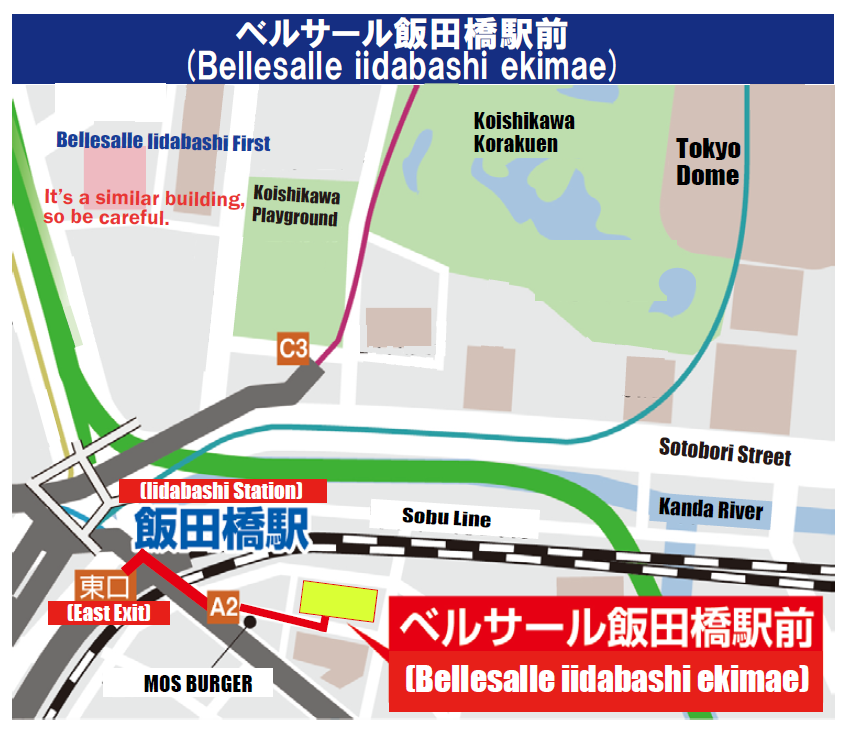 ベルサール飯田橋駅前
(Bellesalle iidabashi ekimae)
Koishikawa
Korakuen
Tokyo
Dome
Bellesalle Iidabashi First
It's a similar building,
so be careful.
Koishikawa
Playground
C3
Sotobori Street
(Iidabashi Station)
飯田橋駅
Sobu Line
Kanda River
東口
(East Exit)
A2
MOS BURGER
ベルサール飯田橋駅前
(Bellesalle iidabashi ekimae)